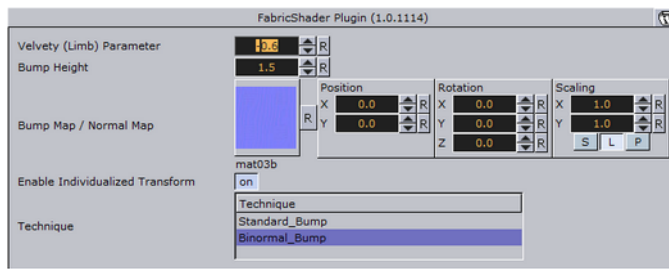 FabricShader Plugin (1.0.1114)
Velvety (Limb) Parameter -0.6 R
Bump Height 1.5 R
Position Rotation Scaling
X 0.0 R X 0.0 R X 1.0 R
R Y 0.0 R Y 0.0 R Y 1.0 R
Bump Map / Normal Map
Z 0.0 R S L P
mat03b
Enable Individualized Transform on
Technique
Standard_Bump
Technique
Binormal_Bump